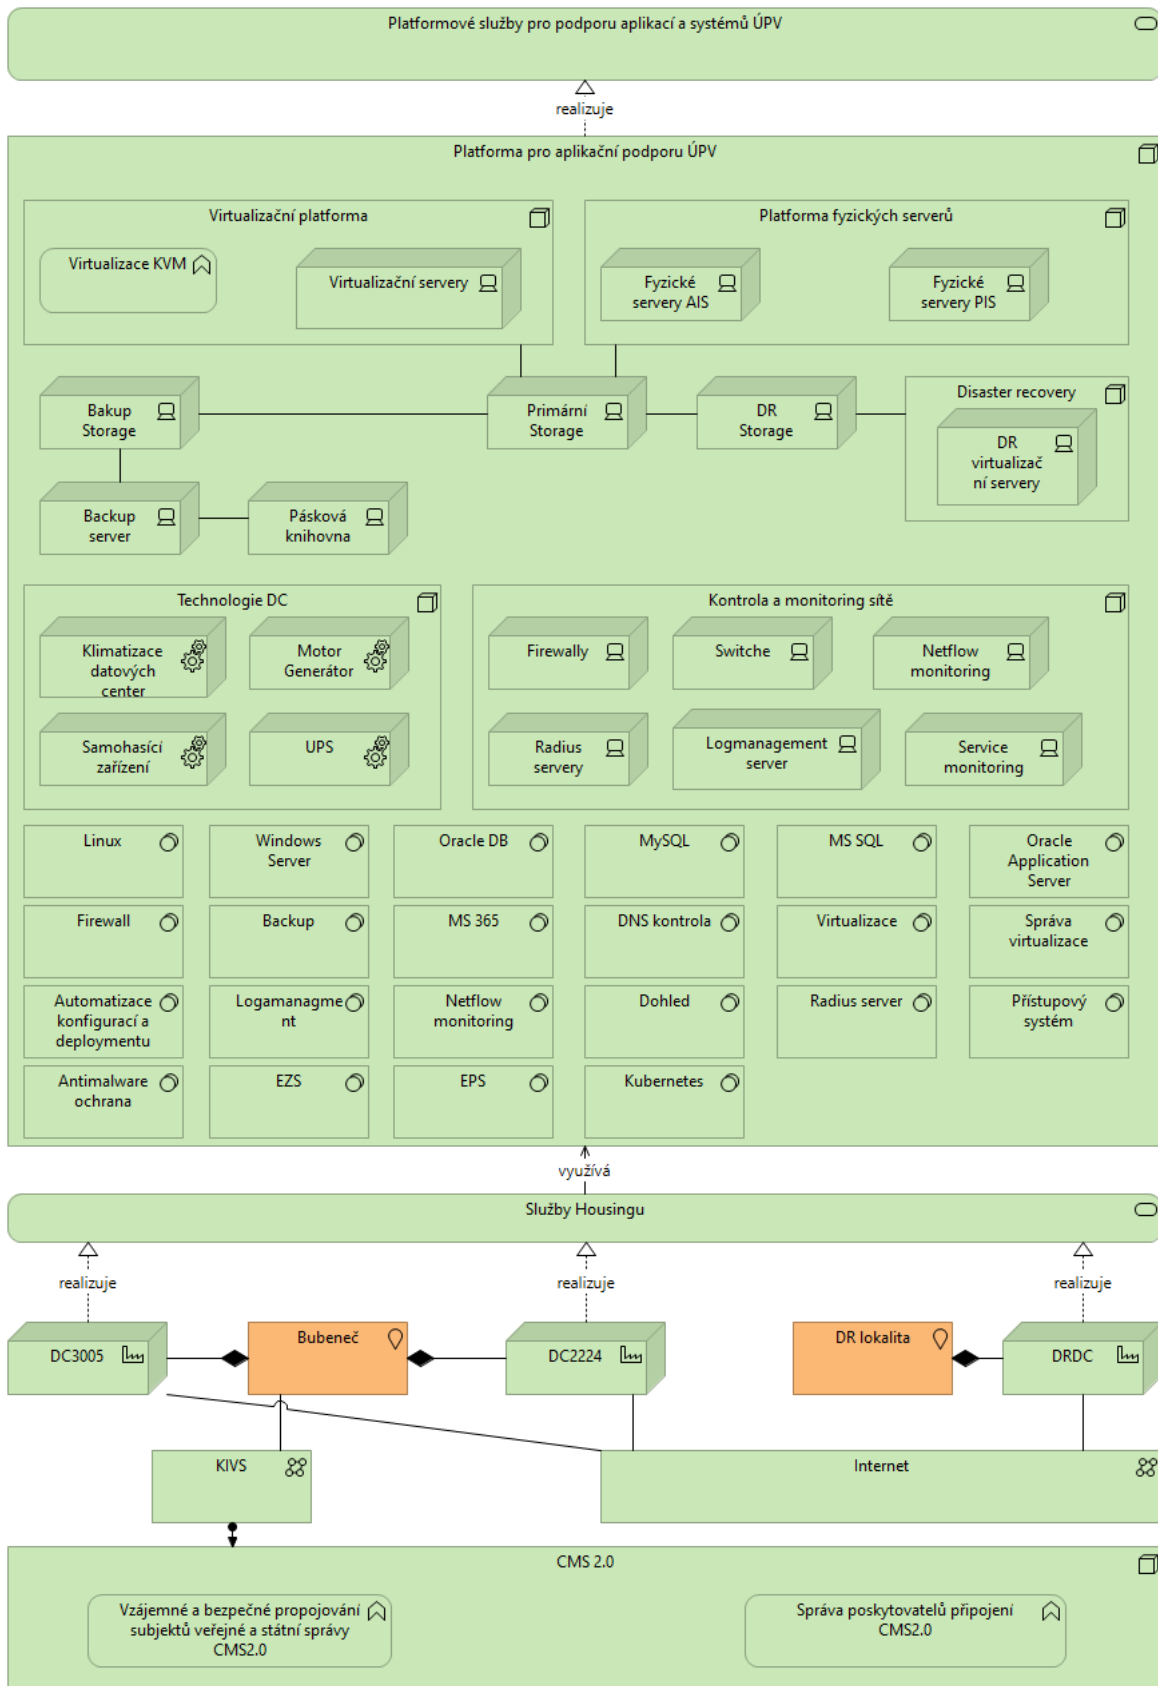 Platformové služby pro podporu aplikací a systémů ÚPV
realizuje
Platforma pro aplikační podporu ÚPV
Virtualizační platforma
Virtualizace KVM
Virtualizační servery
Platforma fyzických serverů
Fyzické
servery AIS
Fyzické
servery PIS
Bakup
Storage
Primární
Storage
DR
Storage
Disaster recovery
DR
virtualizač
ní servery
Backup
server
Pásková
knihovna
Technologie DC
Klimatizace
datových
center
Motor
Generátor
Samohasící
zařízení
UPS
Kontrola a monitoring sítě
Firewally
Switche
Netflow
monitoring
Radius
servery
Logmanagement
server
Service
monitoring
Linux
Windows
Server
Oracle DB
MySQL
MS SQL
Oracle
Application
Server
Firewall
Backup
MS 365
DNS kontrola
Virtualizace
Správa
virtualizace
Automatizace
konfigurací a
deploymentu
Logamanagme
nt
Netflow
monitoring
Dohled
Radius server
Přístupový
systém
Antimalware
ochrana
EZS
EPS
Kubernetes
využívá
Služby Housingu
realizuje
realizuje
realizuje
DC3005
Bubeneč
DC2224
DR lokalita
DRDC
KIVS
Internet
CMS 2.0
Vzájemné a bezpečné propojování
subjektů veřejné a státní správy
CMS2.0
Správa poskytovatelů připojení
CMS2.0